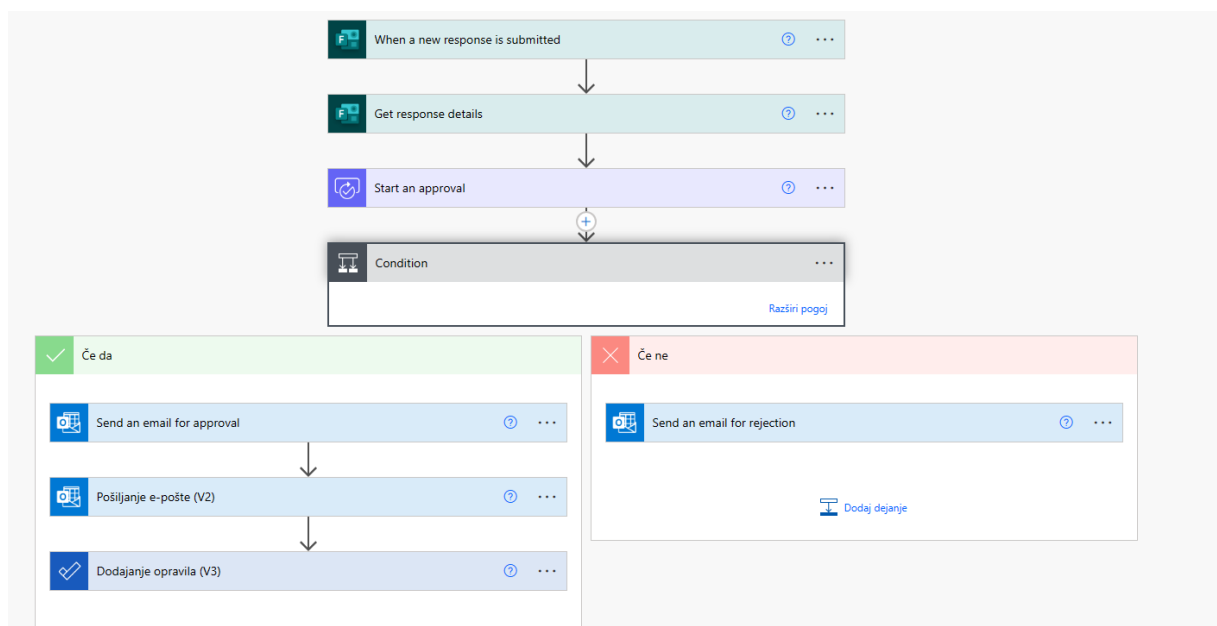 When a new response is submitted
Get response details
Start an approval
Condition
Razširi pogoj
Če da
Send an email for approval
Pošiljanje e-pošte (V2)
Dodajanje opravila (V3)
Če ne
Send an email for rejection
Dodaj dejanje